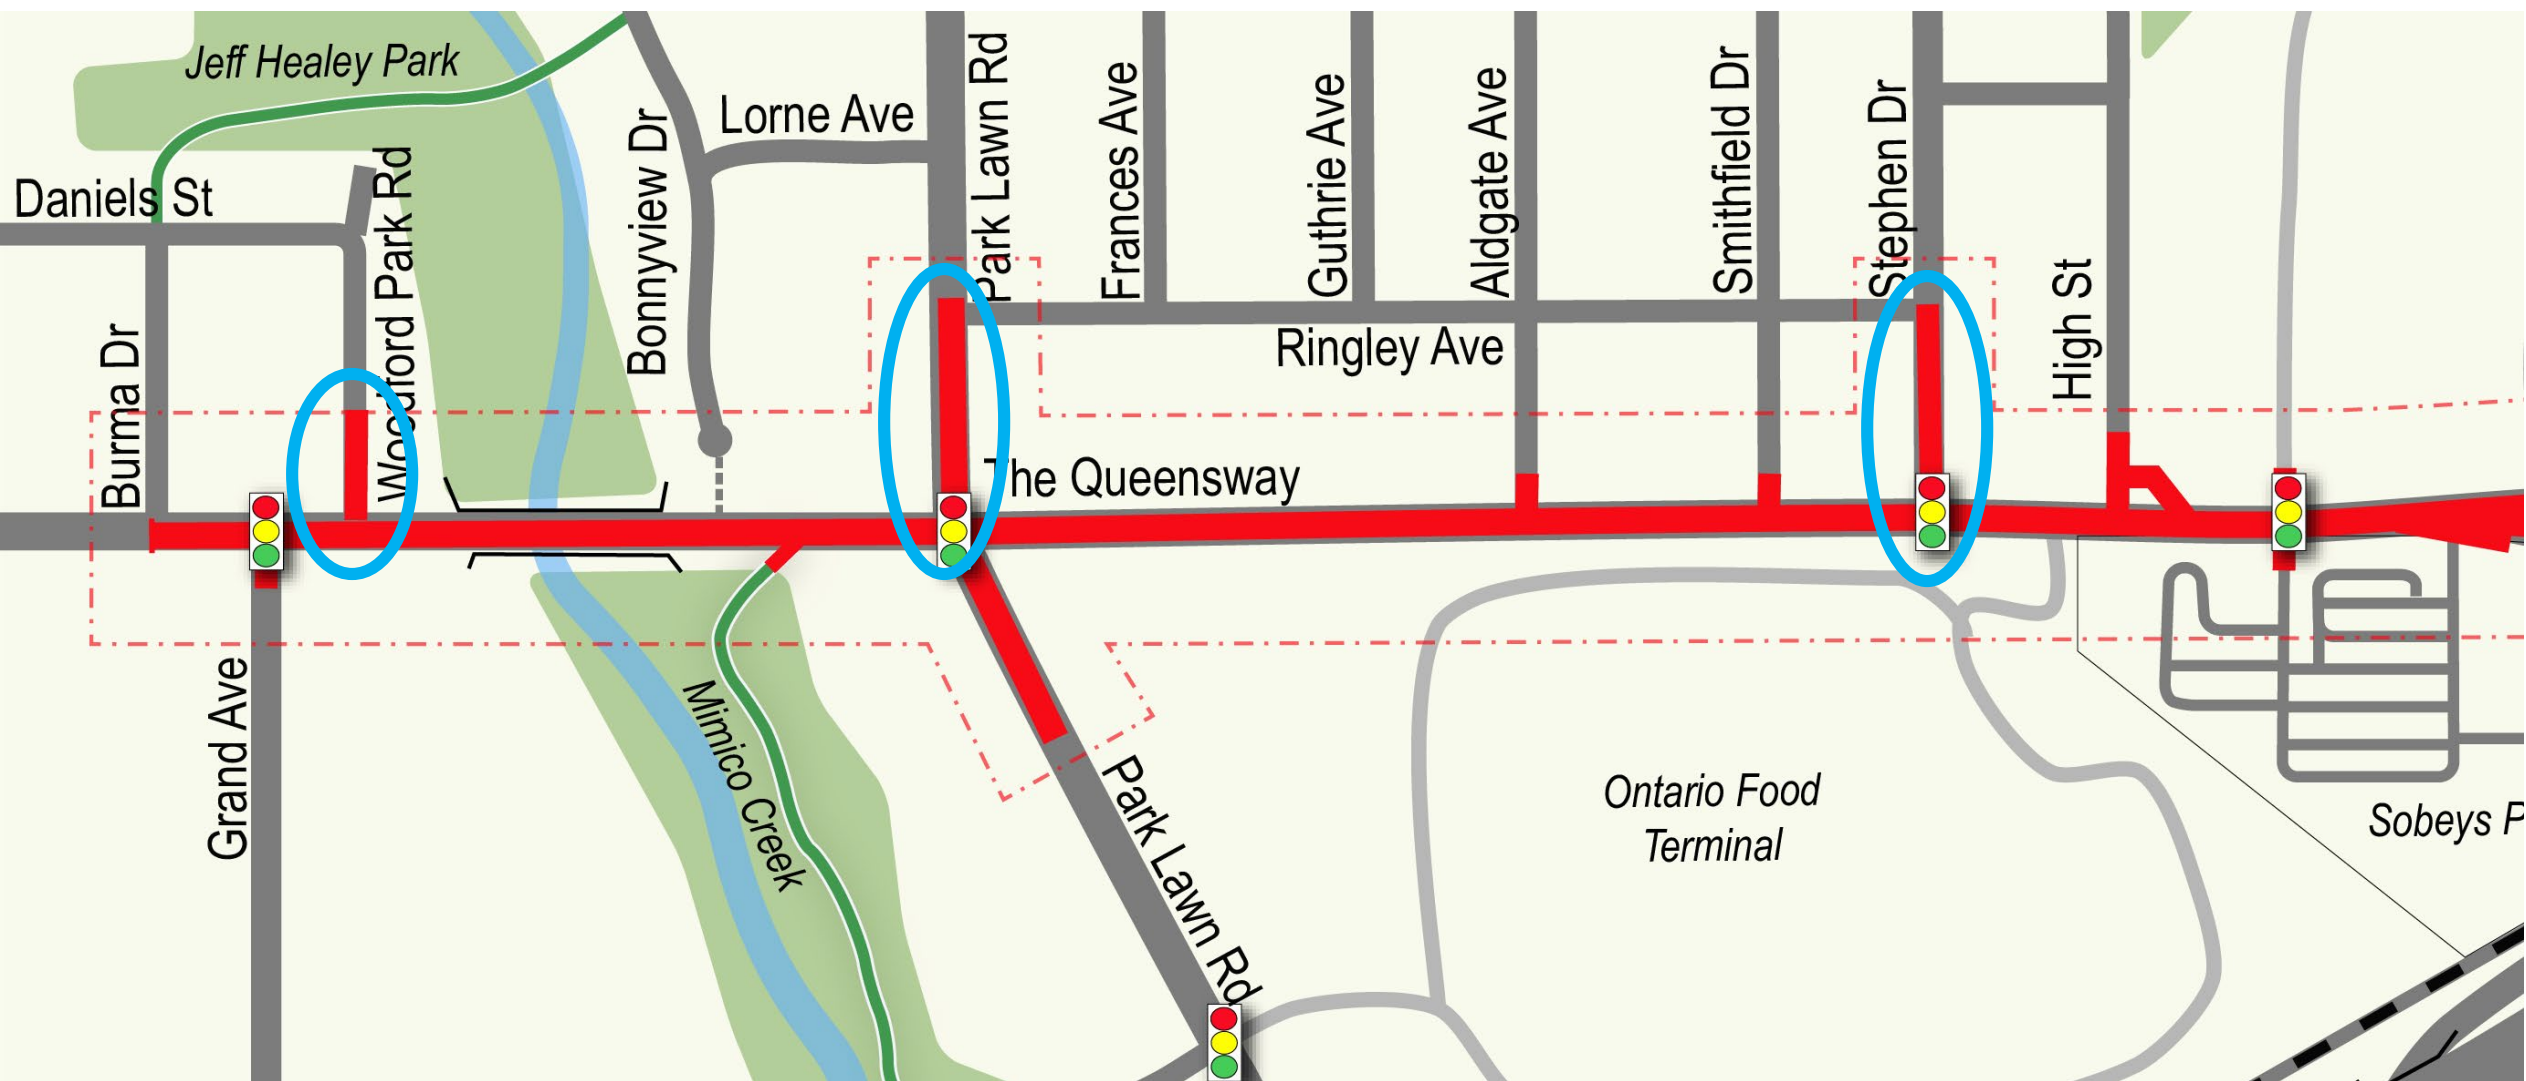 Jeff Healey Park
Daniels St
Burma Dr
Woodford Park Rd
Bonnyview Dr
Lorne Ave
Park Lawn Rd
Frances Ave
Guthrie Ave
Aldgate Ave
Smithfield Dr
Stephen Dr
High St
Ringley Ave
The Queensway
Grand Ave
Mimico Creek
Park Lawn Rd
Ontario Food
Terminal
Sobeys P